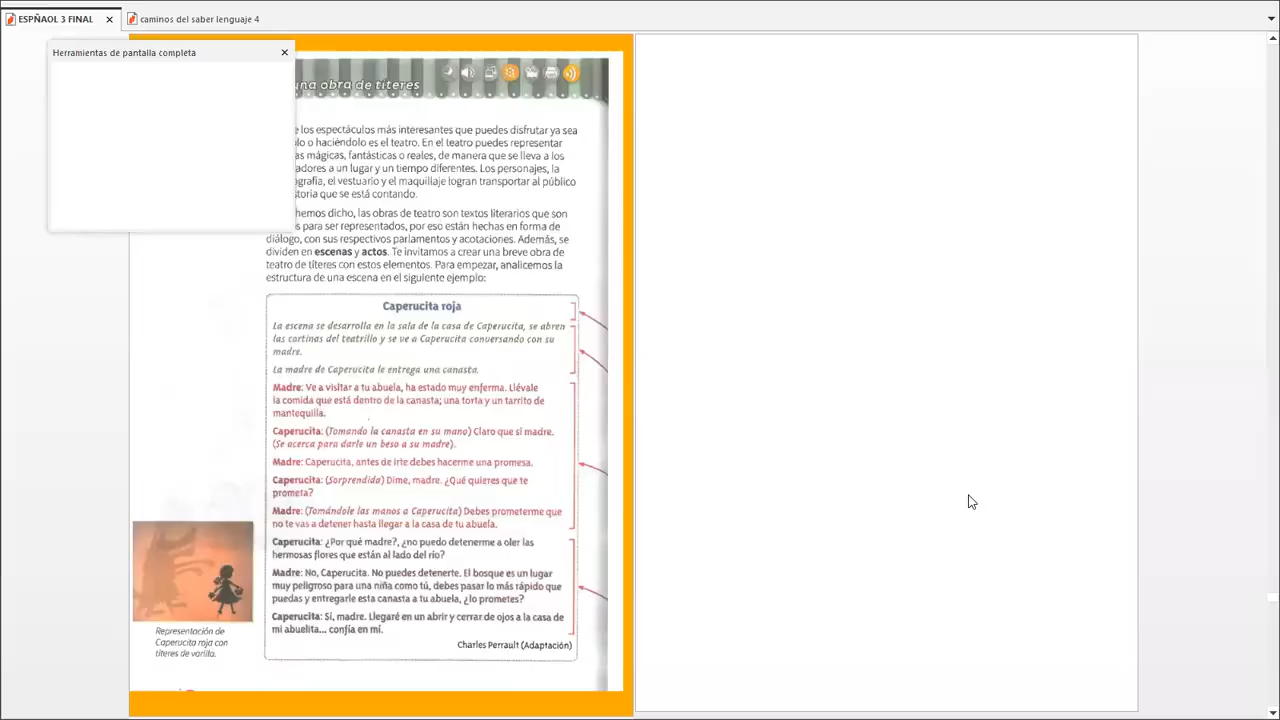 ESPÑAOL 3 FINAL
caminos del saber lenguaje 4
Herramientas de pantalla completa
una obra de títeres
los espectáculos más interesantes que puedes disfrutar ya sea
o haciéndolo es el teatro. En el teatro puedes representar
mágicas, fantásticas o reales, de manera que se lleva a los
a un lugar y un tiempo diferentes. Los personajes, la
el vestuario y el maquillaje logran transportar al público
que se está contando.
hemos dicho, las obras de teatro son textos literarios que son
para ser representados, por eso están hechas en forma de
diálogo, con sus respectivos parlamentos y acotaciones. Además, se
dividen en escenas y actos. Te invitamos a crear una breve obra de
teatro de títeres con estos elementos. Para empezar, analicemos la
estructura de una escena en el siguiente ejemplo:
Caperucita roja
La escena se desarrolla en la sala de la casa de Caperucita, se abren
las cortinas del teatrillo y se ve a Caperucita conversando con su
madre.
La madre de Caperucita le entrega una canasta.
Madre: Ve a visitar a tu abuela, ha estado muy enferma. Llévale
la comida que está dentro de la canasta; una torta y un tarrito de
mantequilla.
Caperucita: (Tomando la canasta en su mano) Claro que sí madre.
(Se acerca para darle un beso a su madre).
Madre: Caperucita, antes de irte debes hacerme una promesa.
Caperucita: (Sorprendida) Dime, madre. ¿Qué quieres que te
prometa?
Madre: (Tomándole las manos a Caperucita) Debes prometerme que
no te vas a detener hasta llegar a la casa de tu abuela.
Caperucita: ¿Por qué madre?, ¿no puedo detenerme a oler las
hermosas flores que están al lado del río?
Madre: No, Caperucita. No puedes detenerte. El bosque es un lugar
muy peligroso para una niña como tú, debes pasar lo más rápido que
puedas y entregarle esta canasta a tu abuela, ¿lo prometes?
Caperucita: Sí, madre. Llegaré en un abrir y cerrar de ojos a la casa de
mi abuelita... confía en mí.
Charles Perrault (Adaptación)
Representación de
Caperucita roja con
títeres de varilla.